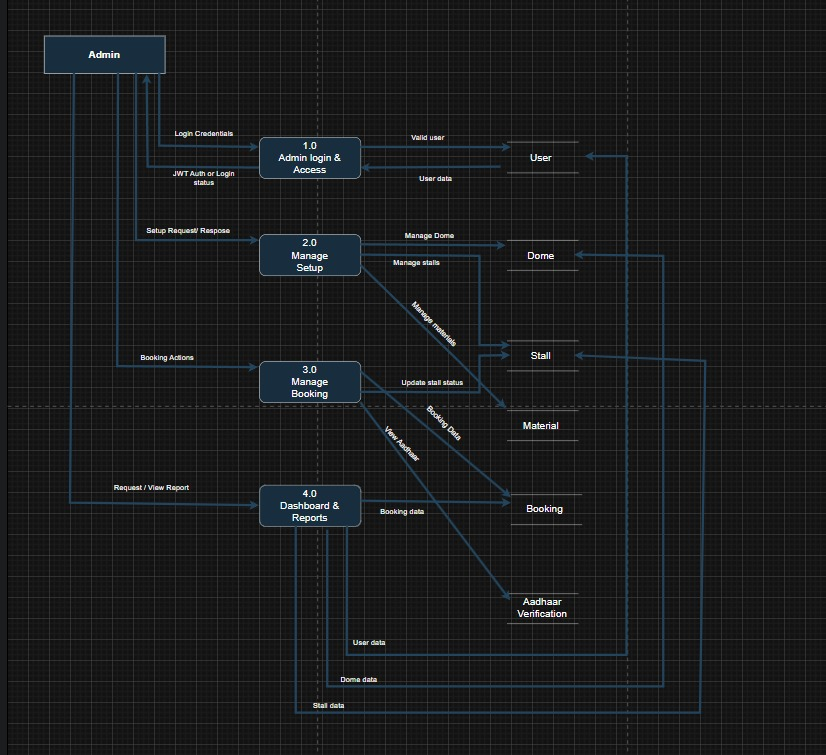 Admin
Login Credentials
1.0
Admin login &
Access
Valid user
User
JWT Auth or Login
status
User data
Setup Request/ Respose
2.0
Manage
Setup
Manage Dome
Manage stalls
Dome
Manage materials
Booking Actions
3.0
Manage
Booking
Update stall status
Stall
Booking Data
View Aadhaar
Material
Request / View Report
4.0
Dashboard &
Reports
Booking data
Booking
Aadhaar
Verification
User data
Dome data
Stall data